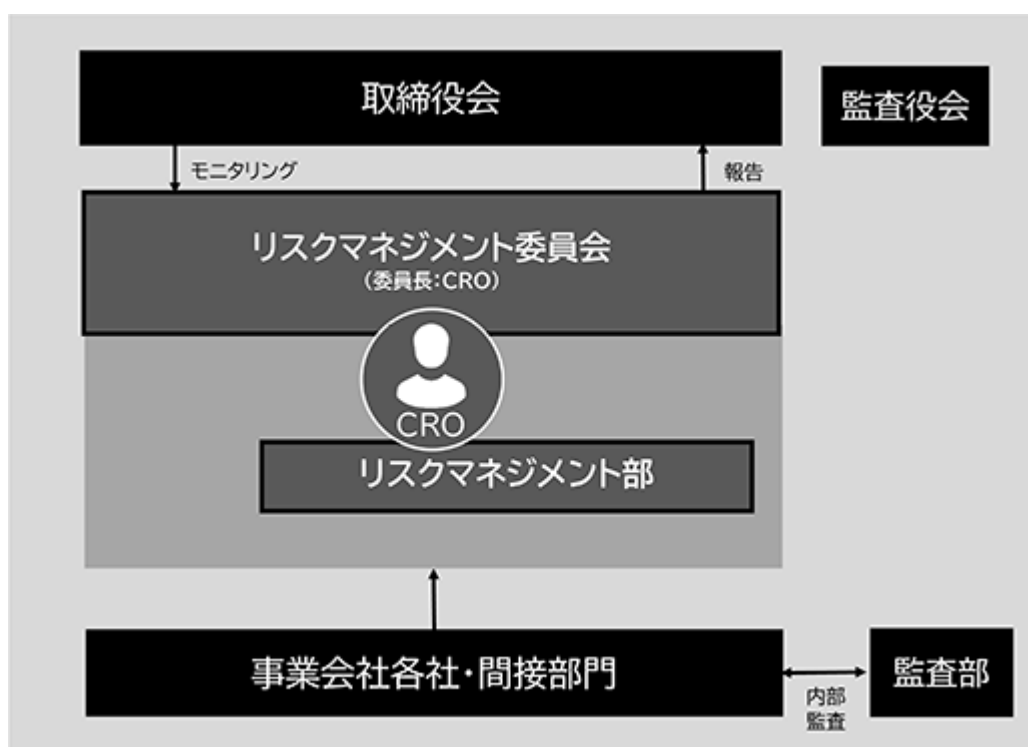 取締役会
監査役会
モニタリング
報告
リスクマネジメント委員会
(委員長:CRO)
CRO
リスクマネジメント部
事業会社各社・間接部門
内部
監査
監査部